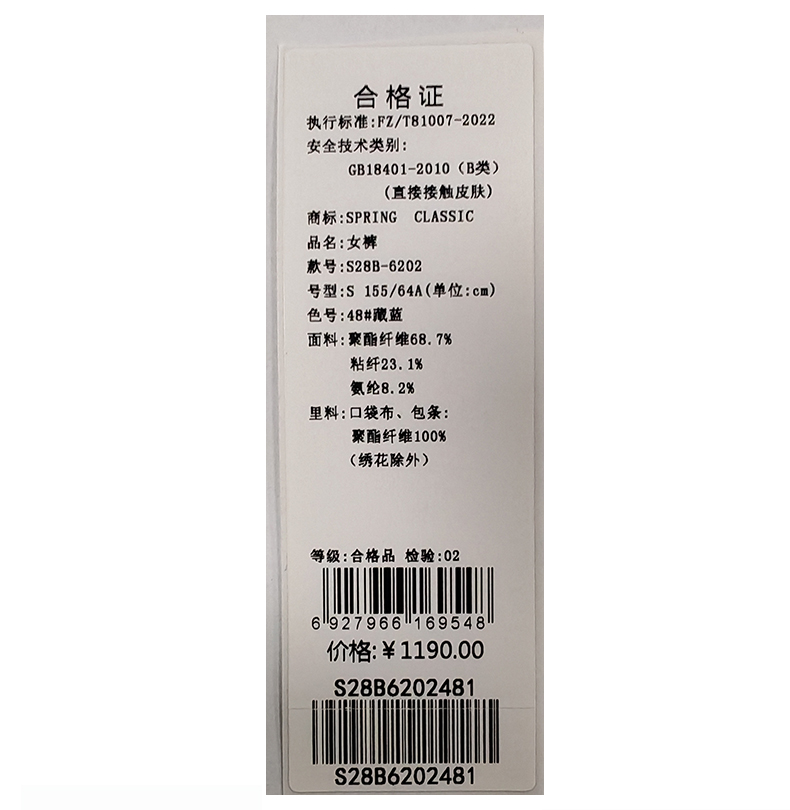 合格证
执行标准:FZ/T81007-2022
安全技术类别:
GB18401-2010（B类）
(直接接触皮肤)
商标:SPRING CLASSIC
品名:女裤
款号:S28B-6202
号型:S 155/64A(单位:cm)
色号:48#藏蓝
面料:聚酯纤维68.7%
粘纤23.1%
氨纶8.2%
里料:口袋布、包条:
聚酯纤维100%
（绣花除外）
等级:合格品 检验:02
6 927966 169548
价格:￥1190.00
S28B6202481
S28B6202481